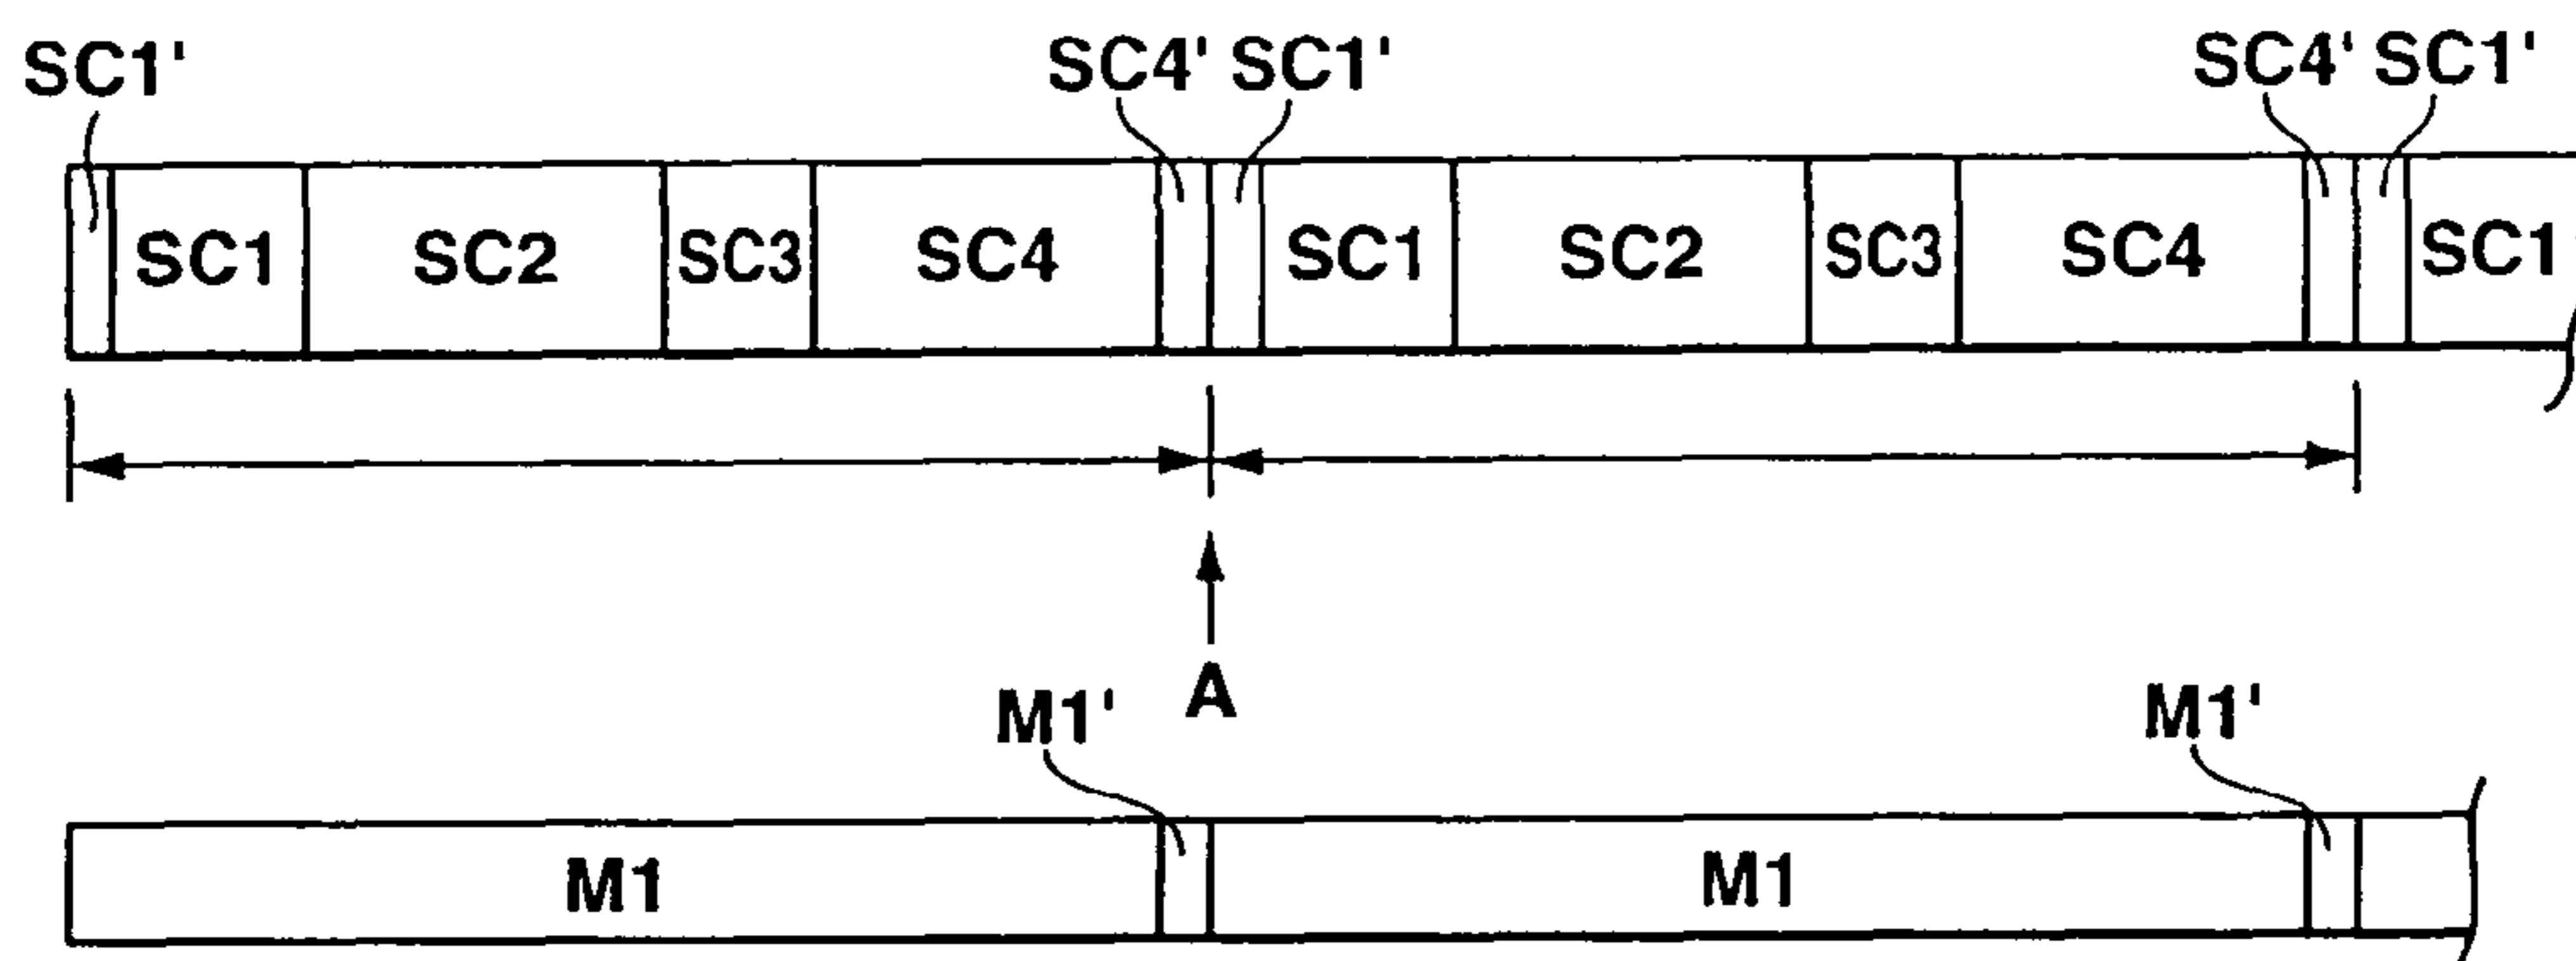 SC1' SC4' SC1' SC4' SC1'
SC1 SC2 SC3 SC4 SC1 SC2 SC3 SC4 SC1
A
M1' M1'
M1 M1